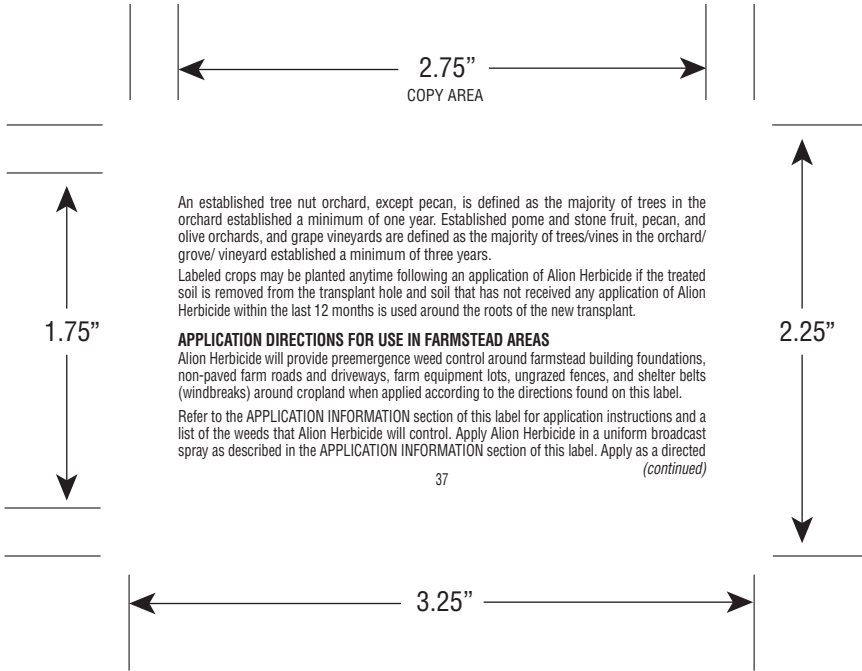 2.75”
COPY AREA
An established tree nut orchard, except pecan, is defined as the majority of trees in the
orchard established a minimum of one year. Established pome and stone fruit, pecan, and
olive orchards, and grape vineyards are defined as the majority of trees/vines in the orchard/
grove/ vineyard established a minimum of three years.
Labeled crops may be planted anytime following an application of Alion Herbicide if the treated
soil is removed from the transplant hole and soil that has not received any application of Alion
Herbicide within the last 12 months is used around the roots of the new transplant.
1.75”
2.25”
APPLICATION DIRECTIONS FOR USE IN FARMSTEAD AREAS
Alion Herbicide will provide preemergence weed control around farmstead building foundations,
non-paved farm roads and driveways, farm equipment lots, ungrazed fences, and shelter belts
(windbreaks) around cropland when applied according to the directions found on this label.
Refer to the APPLICATION INFORMATION section of this label for application instructions and a
list of the weeds that Alion Herbicide will control. Apply Alion Herbicide in a uniform broadcast
spray as described in the APPLICATION INFORMATION section of this label. Apply as a directed
(continued)
37
3.25”